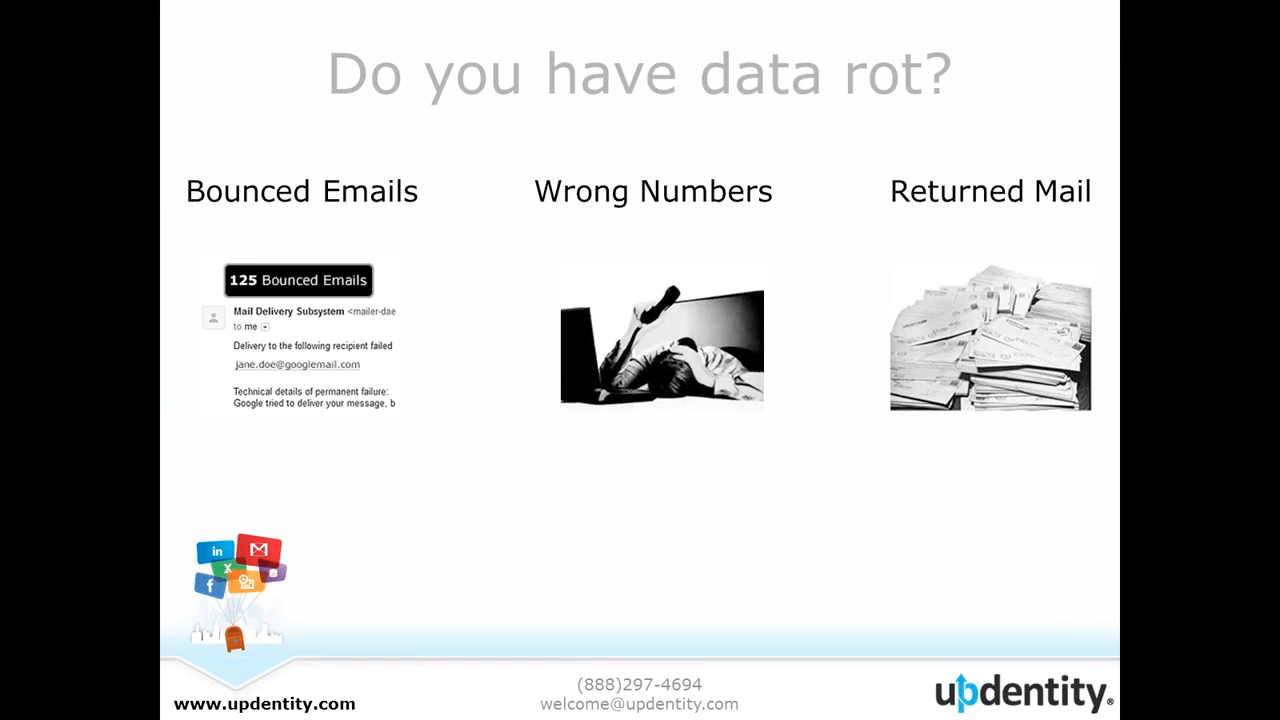 Do you have data rot?
Bounced Emails
Wrong Numbers
Returned Mail
125 Bounced Emails
Mail Delivery Subsystem <mailer-dae
to me
Delivery to the following recipient failed
jane.doe@googlemail.com
Technical details of permanent failure:
Google tried to deliver your message, b
in
X
f
www.updentity.com
(888)297-4694
welcome@updentity.com
updentity®